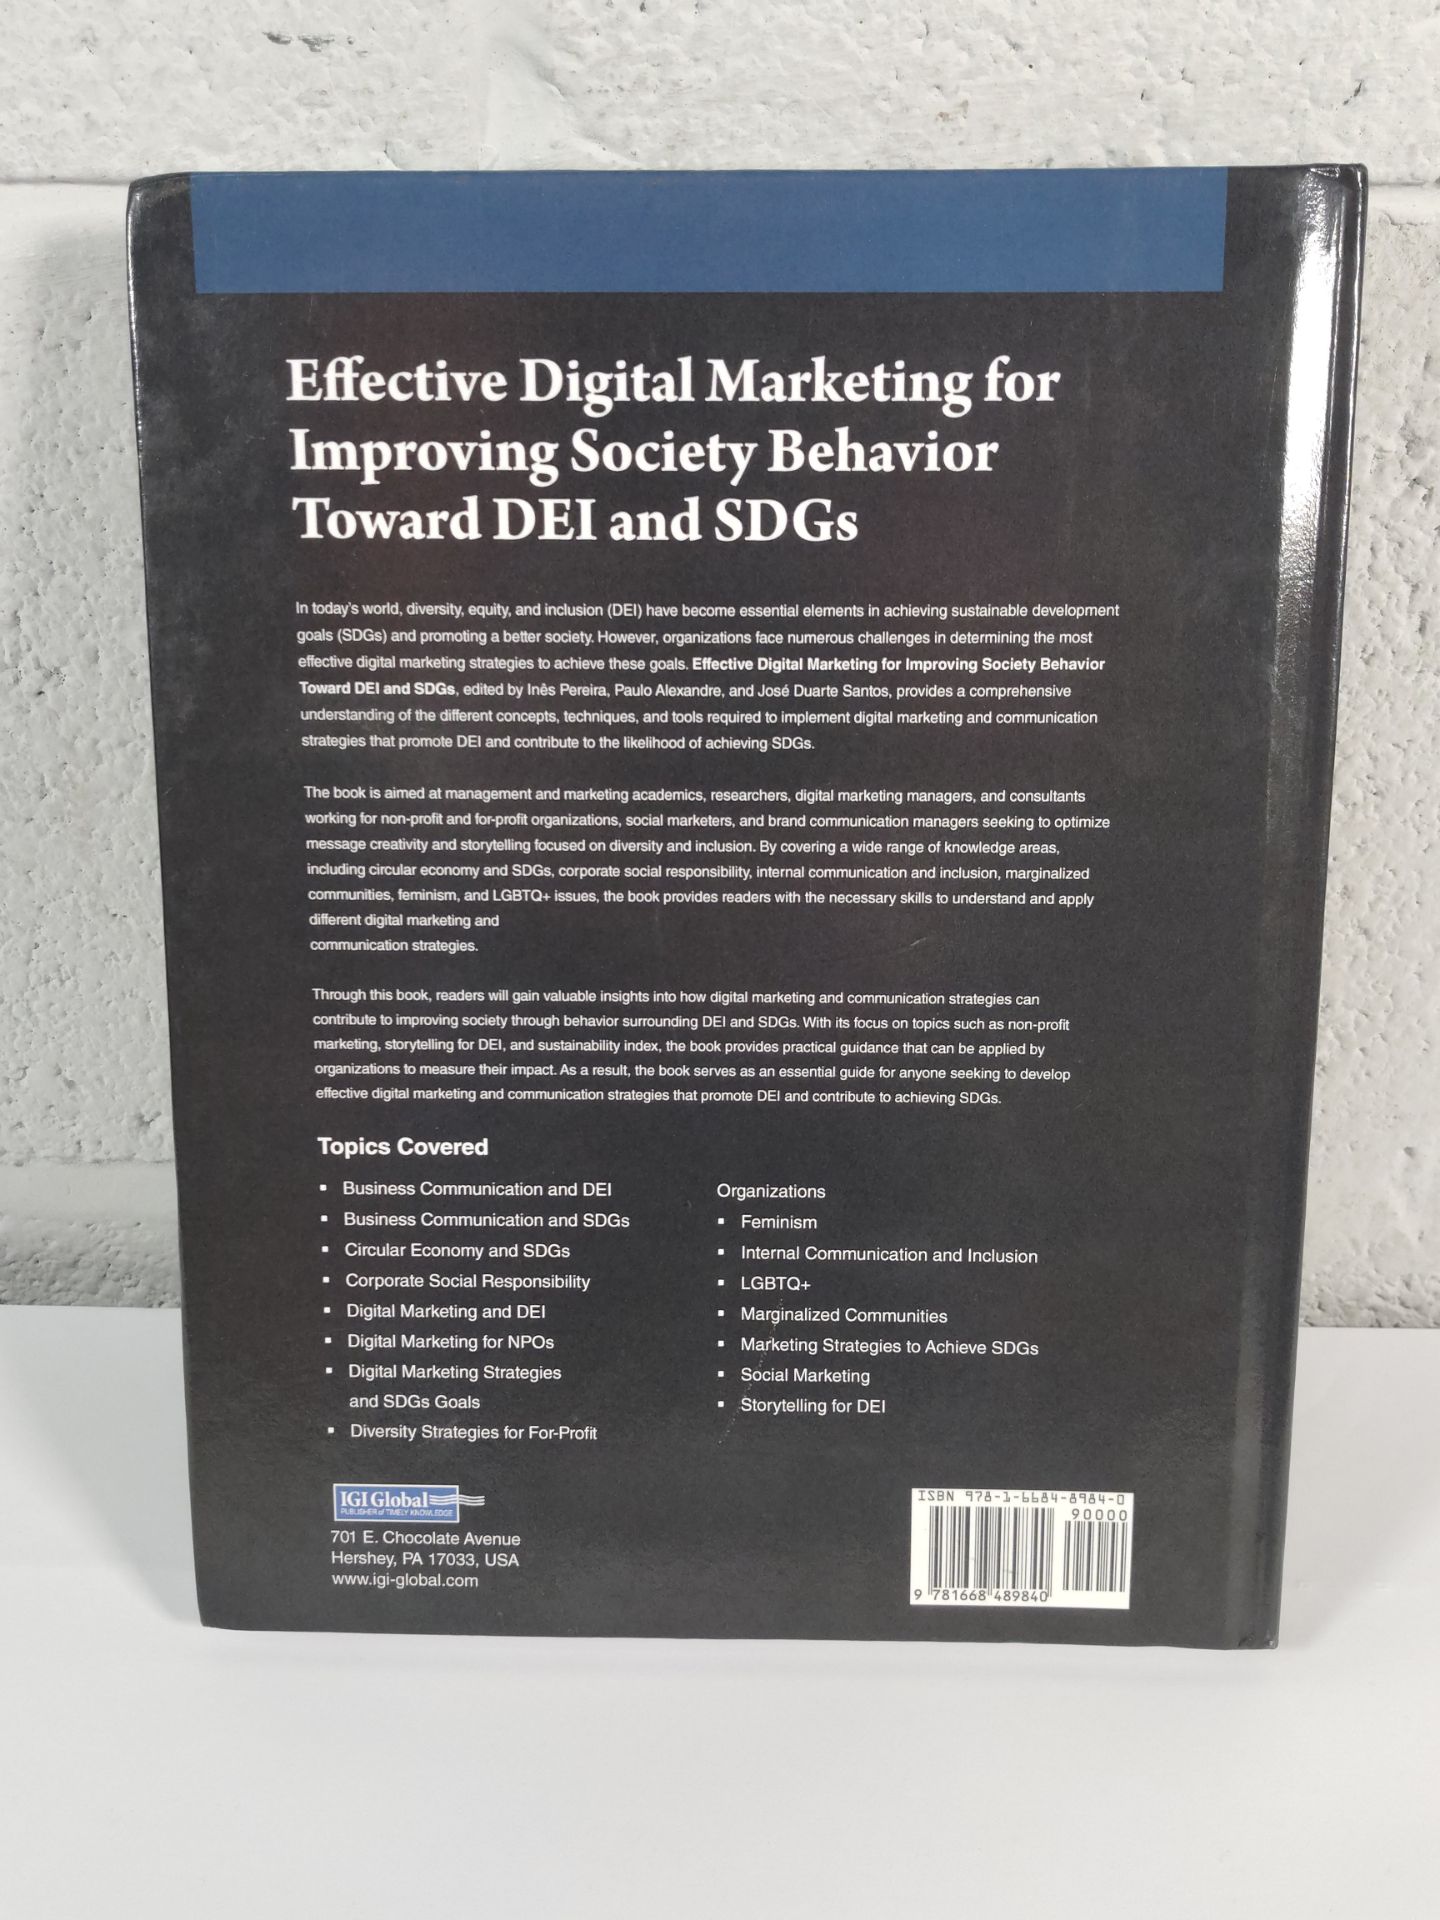 Effective Digital Marketing for
Improving Society Behavior
Toward DEI and SDGs
In today's world, diversity, equity, and inclusion (DEI) have become essential elements in achieving sustainable development
goals (SDGs) and promoting a better society. However, organizations face numerous challenges in determining the most
effective digital marketing strategies to achieve these goals. Effective Digital Marketing for Improving Society Behavior
Toward DEI and SDGs, edited by Inês Pereira, Paulo Alexandre, and José Duarte Santos, provides a comprehensive
understanding of the different concepts, techniques, and tools required to implement digital marketing and communication
strategies that promote DEI and contribute to the likelihood of achieving SDGs.
The book is aimed at management and marketing academics, researchers, digital marketing managers, and consultants
working for non-profit and for-profit organizations, social marketers, and brand communication managers seeking to optimize
message creativity and storytelling focused on diversity and inclusion. By covering a wide range of knowledge areas,
including circular economy and SDGs, corporate social responsibility, internal communication and inclusion, marginalized
communities, feminism, and LGBTQ+ issues, the book provides readers with the necessary skills to understand and apply
different digital marketing and
communication strategies.
Through this book, readers will gain valuable insights into how digital marketing and communication strategies can
contribute to improving society through behavior surrounding DEI and SDGs. With its focus on topics such as non-profit
marketing, storytelling for DEI, and sustainability index, the book provides practical guidance that can be applied by
organizations to measure their impact. As a result, the book serves as an essential guide for anyone seeking to develop
effective digital marketing and communication strategies that promote DEI and contribute to achieving SDGs.
Topics Covered
▪ Business Communication and DEI
▪ Business Communication and SDGs
▪ Circular Economy and SDGs
▪ Corporate Social Responsibility
▪ Digital Marketing and DEI
▪ Digital Marketing for NPOs
▪ Digital Marketing Strategies
and SDGs Goals
▪ Diversity Strategies for For-Profit
Organizations
▪ Feminism
▪ Internal Communication and Inclusion
▪ LGBTQ+
▪ Marginalized Communities
▪ Marketing Strategies to Achieve SDGs
▪ Social Marketing
▪ Storytelling for DEI
IGI Global
PUBLISHER of TIMELY KNOWLEDGE
701 E. Chocolate Avenue
Hershey, PA 17033, USA
www.igi-global.com
ISBN 978-1-6684-8984-0
90000
9 781668 489840